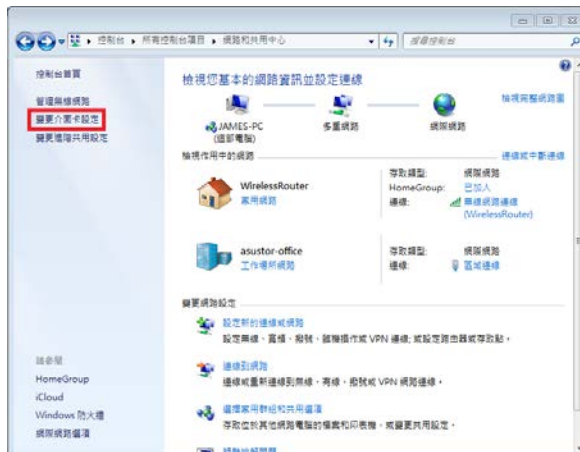 控制台 ▸ 所有控制台項目 ▸ 網路和共用中心
搜尋控制台
控制台首頁
管理無線網路
變更介面卡設定
變更進階共用設定
檢視您基本的網路資訊並設定連線
檢視完整網路圖
JAMES-PC
(這部電腦)
多重網路
網際網路
檢視作用中的網路
連線或中斷連線
WirelessRouter
家用網路
存取類型: 網際網路
HomeGroup: 已加入
連線: 無線網路連線
(WirelessRouter)
asustor-office
工作場所網路
存取類型: 網際網路
連線: 區域連線
變更網路設定
設定新的連線或網路
設定無線、寬頻、撥號、隨機操作或 VPN 連線; 或設定路由器或存取點。
連線到網路
連線或重新連線到無線、有線、撥號或 VPN 網路連線。
選擇家用群組和共用選項
存取位於其他網路電腦的檔案和印表機，或變更共用設定。
請參閱
HomeGroup
iCloud
Windows 防火牆
網際網路選項